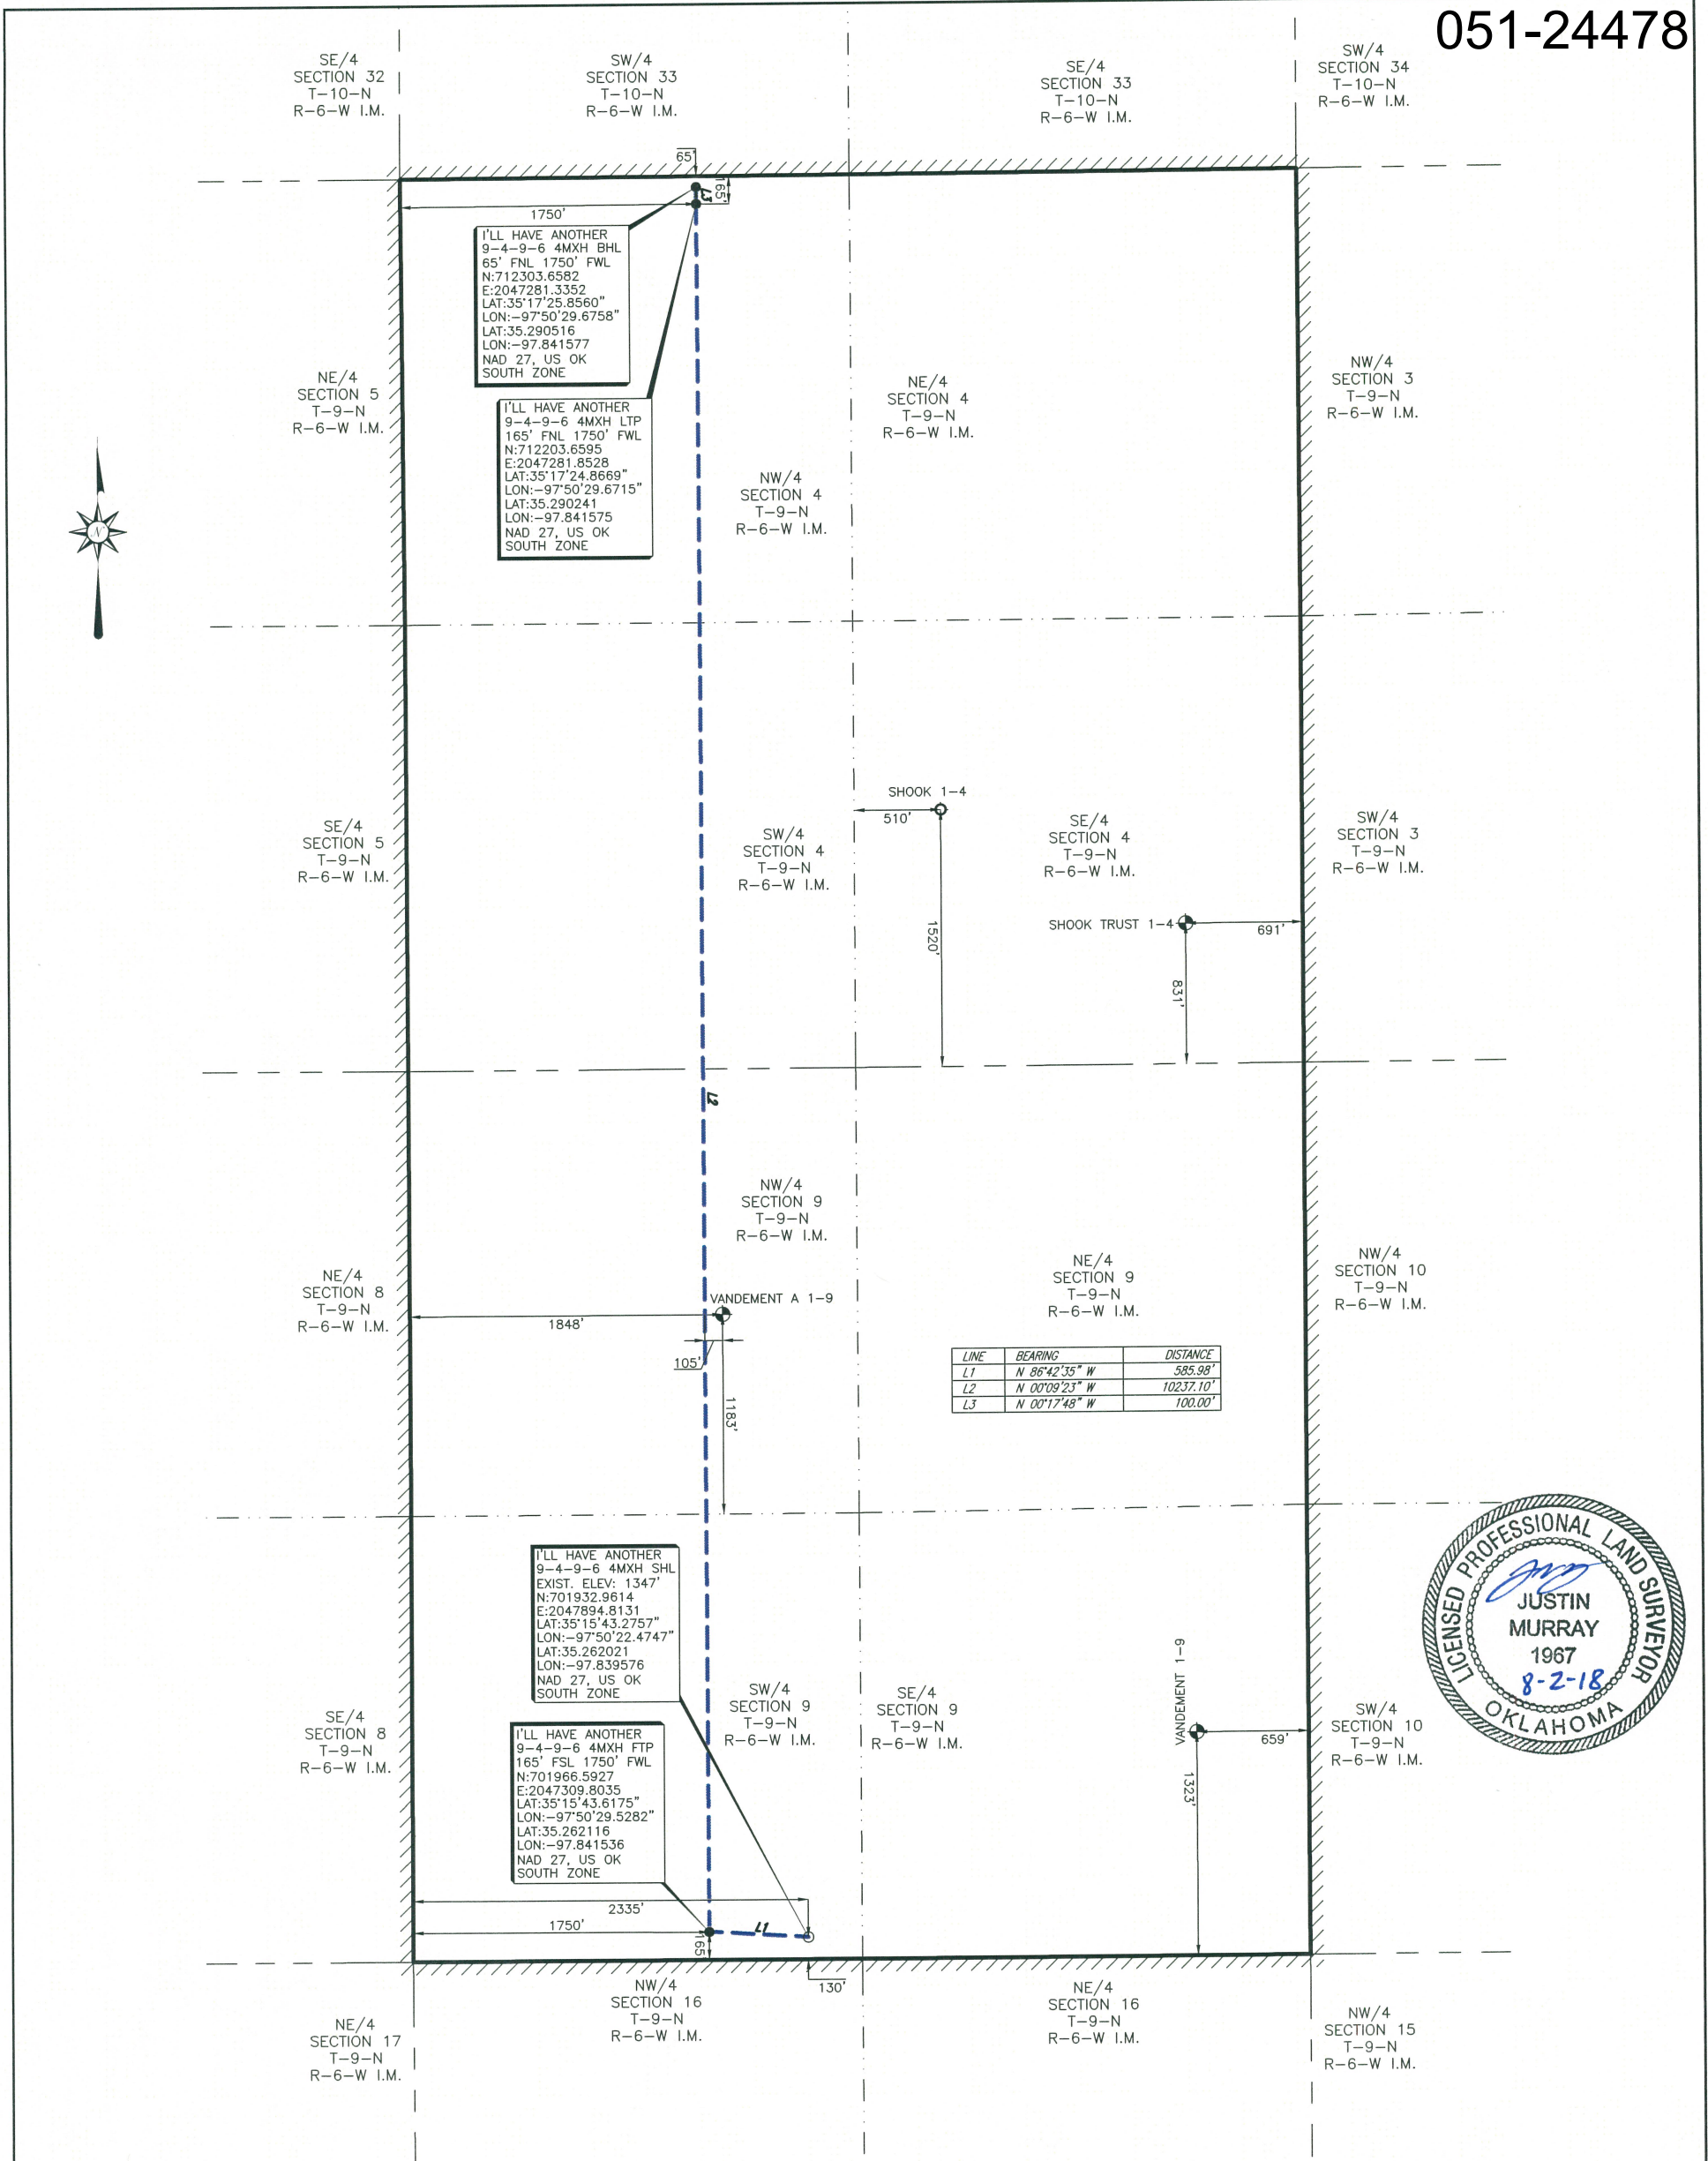 051-24478
SE/4
SECTION 32
T-10-N
R-6-W I.M.
SW/4
SECTION 33
T-10-N
R-6-W I.M.
SE/4
SECTION 33
T-10-N
R-6-W I.M.
SW/4
SECTION 34
T-10-N
R-6-W I.M.
65'
165'
L3
1750'
I'LL HAVE ANOTHER
9-4-9-6 4MXH BHL
65' FNL 1750' FWL
N:712303.6582
E:2047281.3352
LAT:35°17'25.8560"
LON:-97°50'29.6758"
LAT:35.290516
LON:-97.841577
NAD 27, US OK
SOUTH ZONE
I'LL HAVE ANOTHER
9-4-9-6 4MXH LTP
165' FNL 1750' FWL
N:712203.6595
E:2047281.8528
LAT:35°17'24.8669"
LON:-97°50'29.6715"
LAT:35.290241
LON:-97.841575
NAD 27, US OK
SOUTH ZONE
NE/4
SECTION 5
T-9-N
R-6-W I.M.
NW/4
SECTION 4
T-9-N
R-6-W I.M.
NE/4
SECTION 4
T-9-N
R-6-W I.M.
NW/4
SECTION 3
T-9-N
R-6-W I.M.
N
SE/4
SECTION 5
T-9-N
R-6-W I.M.
SW/4
SECTION 4
T-9-N
R-6-W I.M.
SHOOK 1-4
510'
1520'
SE/4
SECTION 4
T-9-N
R-6-W I.M.
SHOOK TRUST 1-4
691'
831'
SW/4
SECTION 3
T-9-N
R-6-W I.M.
L2
NW/4
SECTION 9
T-9-N
R-6-W I.M.
NE/4
SECTION 8
T-9-N
R-6-W I.M.
VANDEMENT A 1-9
1848'
105'
1183'
NE/4
SECTION 9
T-9-N
R-6-W I.M.
NW/4
SECTION 10
T-9-N
R-6-W I.M.
LINE BEARING DISTANCE
L1 N 86°42'35" W 585.98'
L2 N 00°09'23" W 10237.10'
L3 N 00°17'48" W 100.00'
I'LL HAVE ANOTHER
9-4-9-6 4MXH SHL
EXIST. ELEV: 1347'
N:701932.9614
E:2047894.8131
LAT:35°15'43.2757"
LON:-97°50'22.4747"
LAT:35.262021
LON:-97.839576
NAD 27, US OK
SOUTH ZONE
I'LL HAVE ANOTHER
9-4-9-6 4MXH FTP
165' FSL 1750' FWL
N:701966.5927
E:2047309.8035
LAT:35°15'43.6175"
LON:-97°50'29.5282"
LAT:35.262116
LON:-97.841536
NAD 27, US OK
SOUTH ZONE
SE/4
SECTION 8
T-9-N
R-6-W I.M.
SW/4
SECTION 9
T-9-N
R-6-W I.M.
SE/4
SECTION 9
T-9-N
R-6-W I.M.
VANDEMENT 1-9
659'
1323'
SW/4
SECTION 10
T-9-N
R-6-W I.M.
LICENSED PROFESSIONAL LAND SURVEYOR
JUSTIN
MURRAY
1967
8-2-18
OKLAHOMA
2335'
1750'
L1
165'
130'
NE/4
SECTION 17
T-9-N
R-6-W I.M.
NW/4
SECTION 16
T-9-N
R-6-W I.M.
NE/4
SECTION 16
T-9-N
R-6-W I.M.
NW/4
SECTION 15
T-9-N
R-6-W I.M.